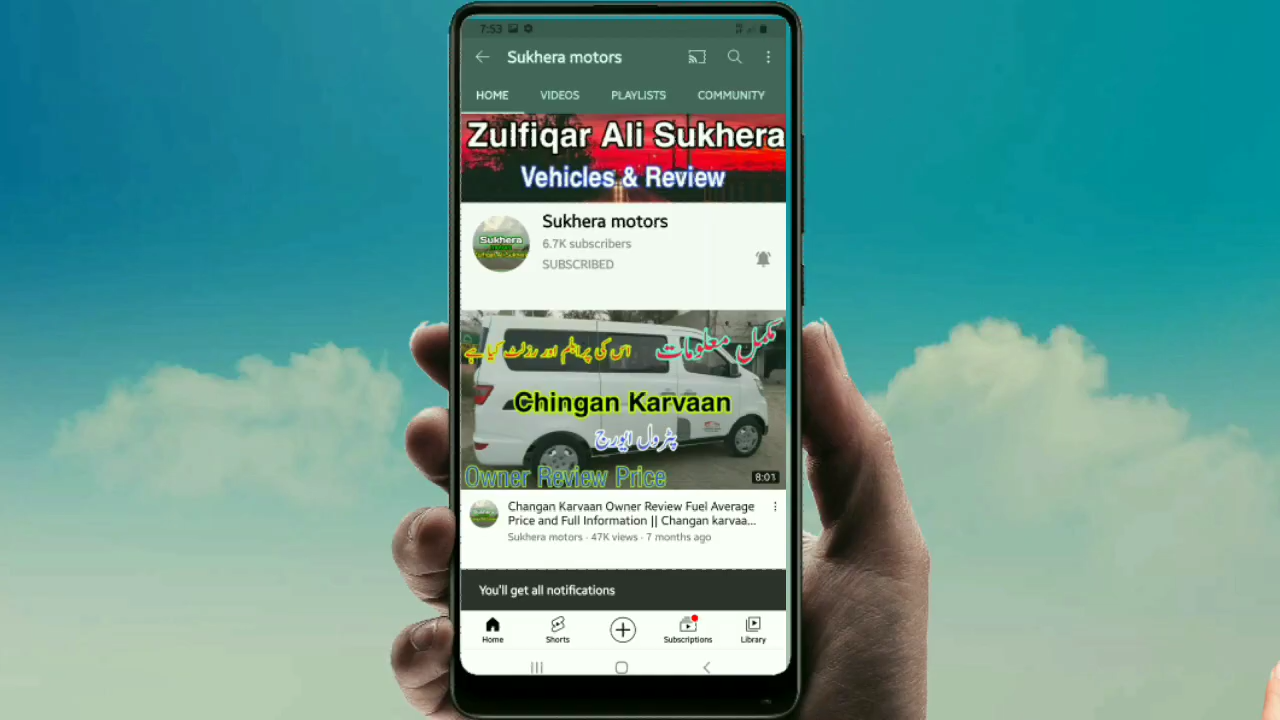 7:53
Sukhera motors
HOME VIDEOS PLAYLISTS COMMUNITY
Zulfiqar Ali Sukhera
Vehicles & Review
Sukhera
Sukhera motors
6.7K subscribers
SUBSCRIBED
مکمل معلومات
اس کی پرابلم اور رزلٹ کیا ہے
Chingan Karvaan
پٹرول ایورج
Owner Review Price
8:01
Changan Karvaan Owner Review Fuel Average
Price and Full Information || Changan karvaa...
Sukhera motors · 47K views · 7 months ago
You'll get all notifications
Home Shorts Subscriptions Library